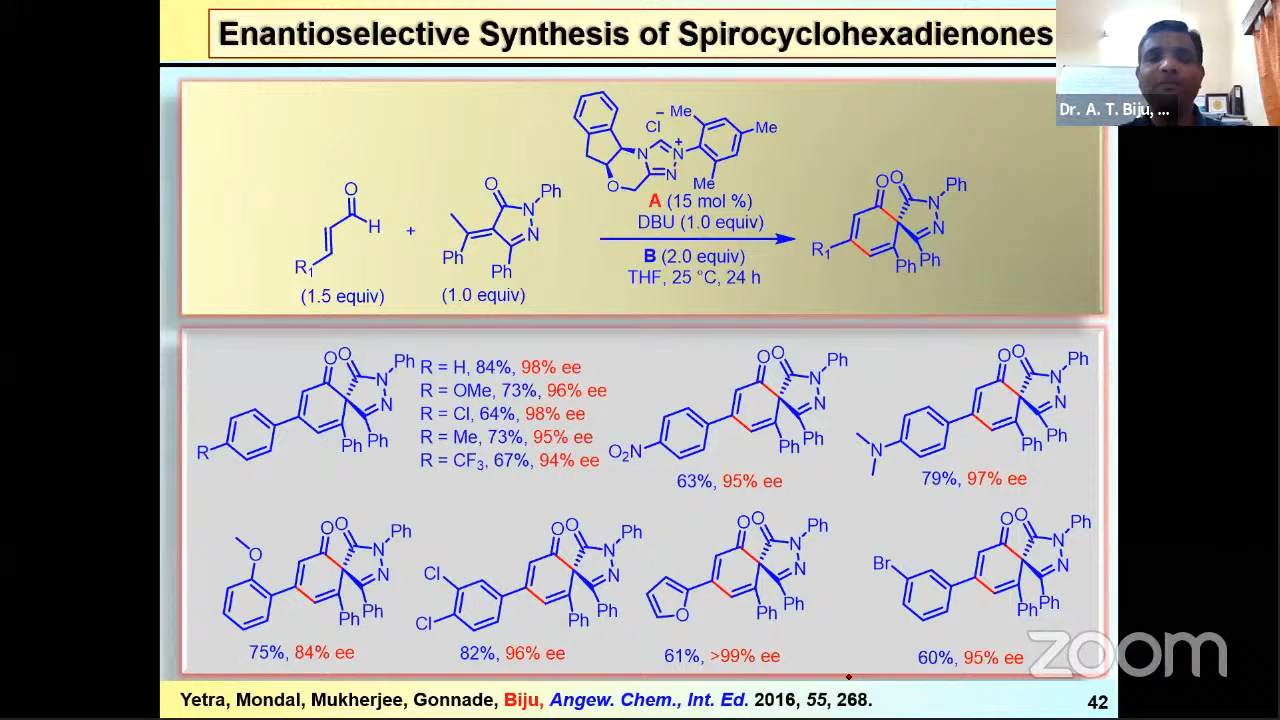 Enantioselective Synthesis of Spirocyclohexadienones
Dr. A. T. Biju, ...
O
H
R1
(1.5 equiv)
+
O
Ph
N
N
Ph
Ph
(1.0 equiv)
Cl
−
Me
Me
Me
N
N
N
+
O
A (15 mol %)
DBU (1.0 equiv)
B (2.0 equiv)
THF, 25 °C, 24 h
O
O
Ph
N
N
R1
Ph
Ph
O
O
Ph
N
N
Ph
Ph
R
R = H, 84%, 98% ee
R = OMe, 73%, 96% ee
R = Cl, 64%, 98% ee
R = Me, 73%, 95% ee
R = CF3, 67%, 94% ee
O
O
Ph
N
N
Ph
Ph
O2N
63%, 95% ee
O
O
Ph
N
N
Ph
Ph
N
79%, 97% ee
O
O
Ph
N
N
Ph
Ph
O
75%, 84% ee
O
O
Ph
N
N
Ph
Ph
Cl
Cl
82%, 96% ee
O
O
Ph
N
N
Ph
Ph
O
61%, >99% ee
O
O
Ph
N
N
Ph
Ph
Br
60%, 95% ee
zoom
Yetra, Mondal, Mukherjee, Gonnade, Biju, Angew. Chem., Int. Ed. 2016, 55, 268.
42